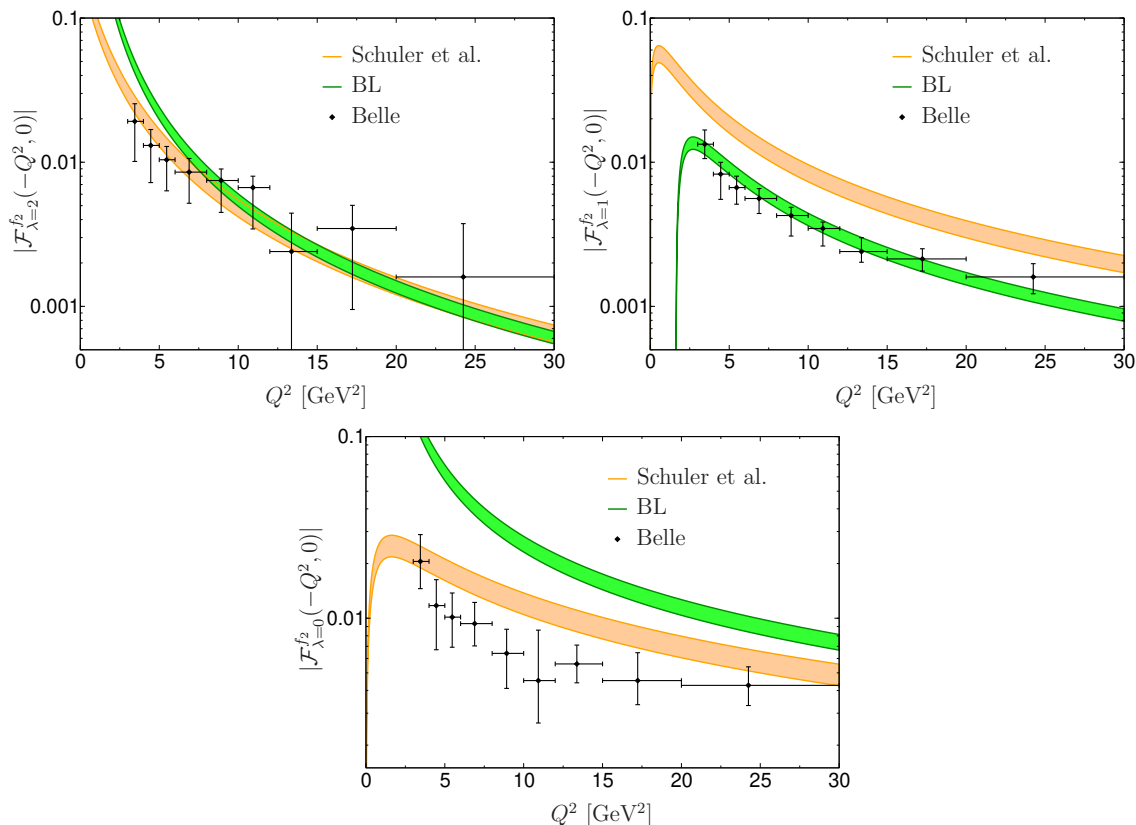 |𝓕^{f_2}_{λ=2}(−Q², 0)|
0.1
0.01
0.001
Schuler et al.
BL
Belle
0 5 10 15 20 25 30
Q² [GeV²]
|𝓕^{f_2}_{λ=1}(−Q², 0)|
0.1
0.01
0.001
Schuler et al.
BL
Belle
0 5 10 15 20 25 30
Q² [GeV²]
|𝓕^{f_2}_{λ=0}(−Q², 0)|
0.1
0.01
Schuler et al.
BL
Belle
0 5 10 15 20 25 30
Q² [GeV²]